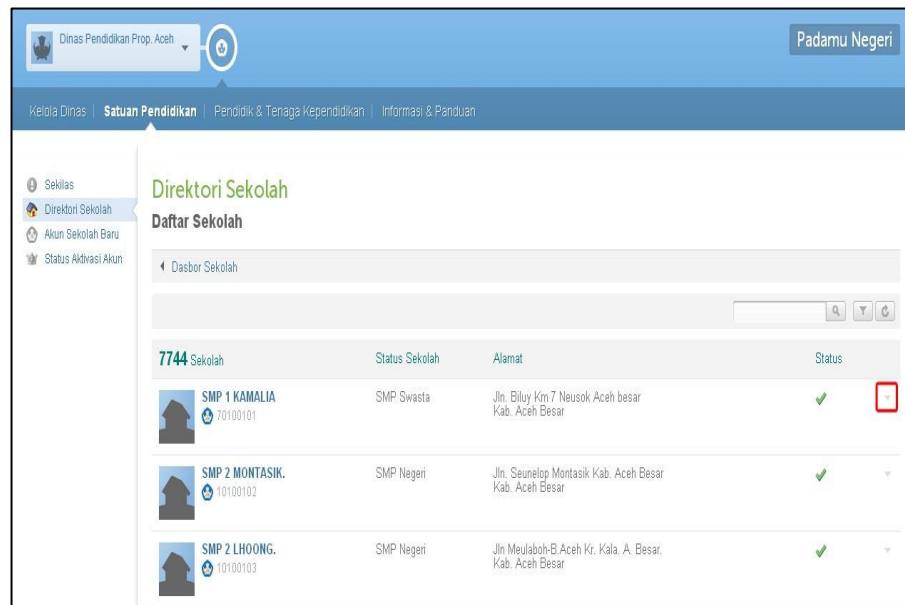 Dinas Pendidikan Prop. Aceh
Padamu Negeri
Kelola Dinas | Satuan Pendidikan | Pendidik & Tenaga Kependidikan | Informasi & Panduan
Sekilas
Direktori Sekolah
Akun Sekolah Baru
Status Aktivasi Akun
Direktori Sekolah
Daftar Sekolah
Dasbor Sekolah
7744 Sekolah Status Sekolah Alamat Status
SMP 1 KAMALIA SMP Swasta Jln. Biluy Km 7 Neusok Aceh besar
70100101 Kab. Aceh Besar
SMP 2 MONTASIK. SMP Negeri Jln. Seunelop Montasik Kab. Aceh Besar
10100102 Kab. Aceh Besar
SMP 2 LHOONG. SMP Negeri Jln Meulaboh-B.Aceh Kr. Kala. A. Besar.
10100103 Kab. Aceh Besar